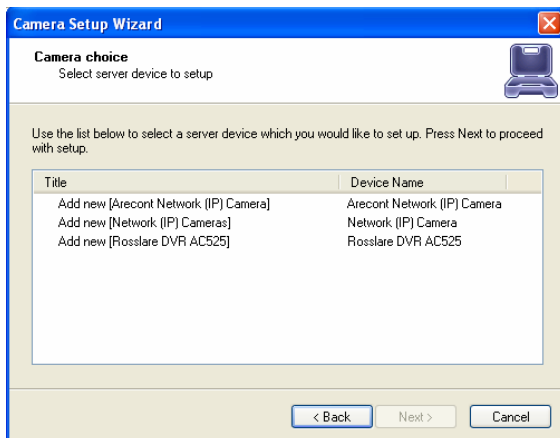 Camera Setup Wizard
Camera choice
Select server device to setup
Use the list below to select a server device which you would like to set up. Press Next to proceed
with setup.
Title Device Name
Add new [Arecont Network (IP) Camera] Arecont Network (IP) Camera
Add new [Network (IP) Cameras] Network (IP) Camera
Add new [Rosslare DVR AC525] Rosslare DVR AC525
< Back Next > Cancel